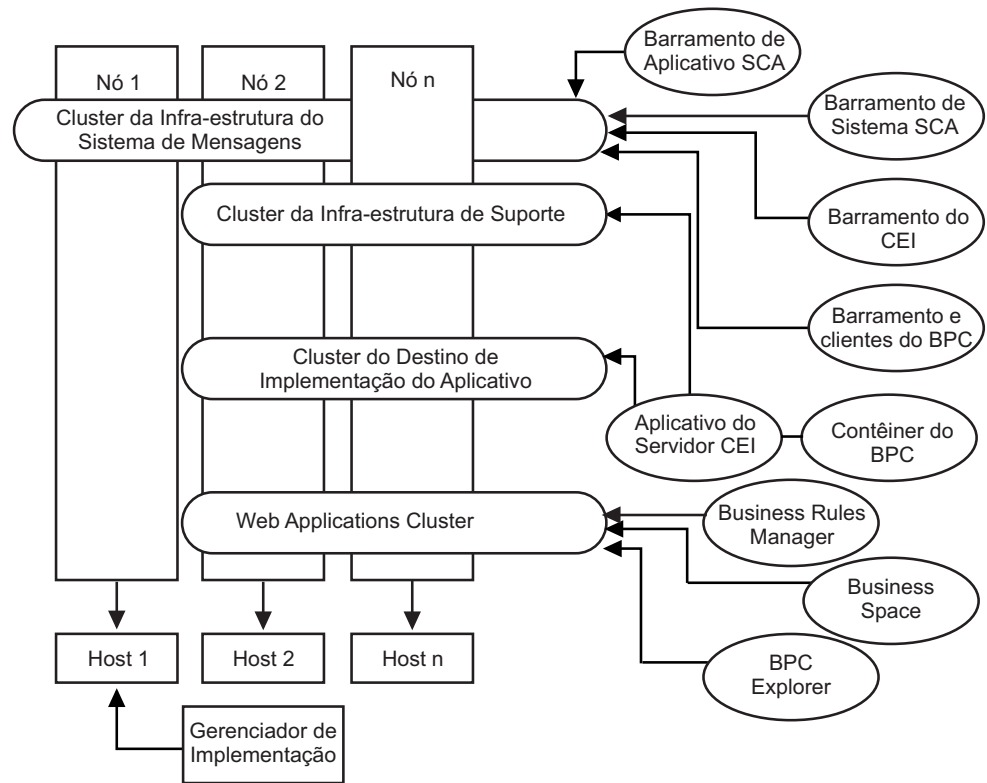 Nó 1
Nó 2
Nó n
Barramento de
Aplicativo SCA
Cluster da Infra-estrutura do
Sistema de Mensagens
Barramento de
Sistema SCA
Cluster da Infra-estrutura de Suporte
Barramento do
CEI
Barramento e
clientes do BPC
Cluster do Destino de
Implementação do Aplicativo
Aplicativo do
Servidor CEI
Contêiner do
BPC
Web Applications Cluster
Business Rules
Manager
Business
Space
Host 1
Host 2
Host n
BPC
Explorer
Gerenciador de
Implementação